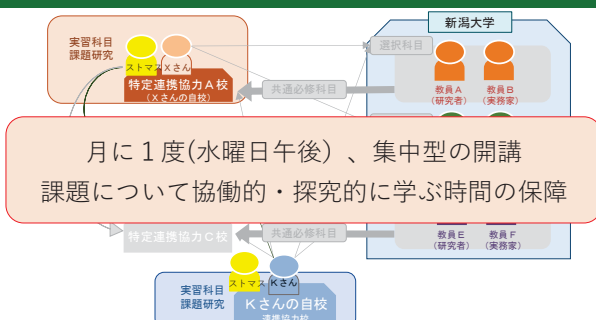 新潟大学
実習科目
課題研究
ストマス
Xさん
選択科目
特定連携協力A校
(Xさんの自校)
共通必修科目
教員A
(研究者)
教員B
(実務家)
月に1度(水曜日午後)、集中型の開講
課題について協働的・探究的に学ぶ時間の保障
特定連携協力C校
共通必修科目
教員E
(研究者)
教員F
(実務家)
実習科目
課題研究
ストマス
Kさん
Kさんの自校
連携協力校